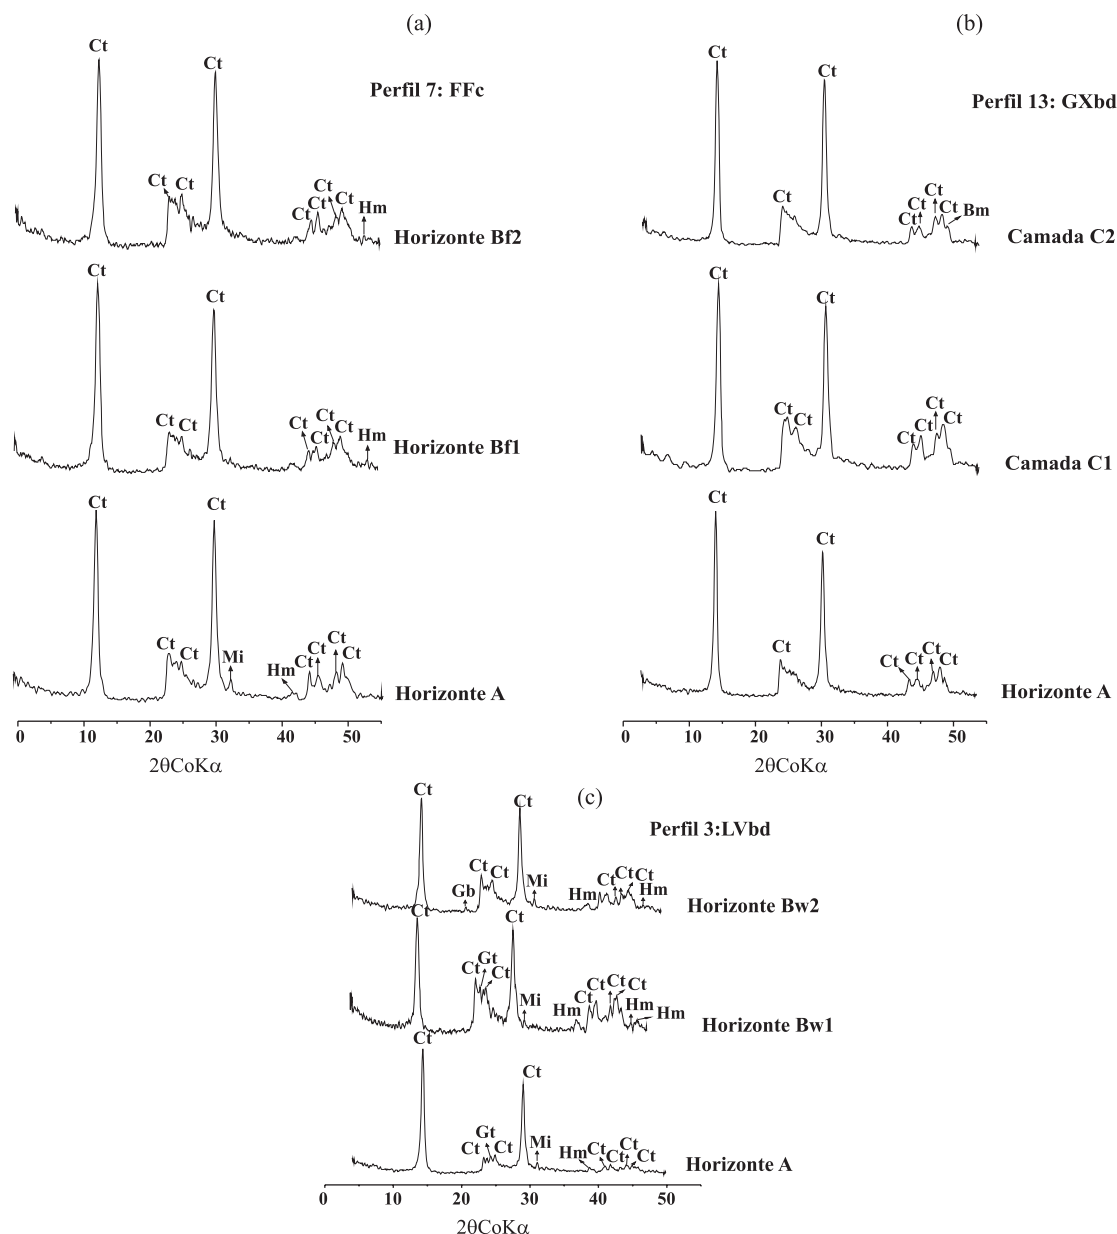 (a)
Ct
Ct
Perfil 7: FFc
Ct
Ct
Ct
Ct
Ct
Ct
Hm
Horizonte Bf2
Ct
Ct
Ct
Ct
Ct
Ct
Ct
Ct
Hm
Horizonte Bf1
Ct
Ct
Ct
Ct
Mi
Hm
Ct
Ct
Ct
Ct
Horizonte A
0 10 20 30 40 50
2θCoKα
(b)
Ct
Ct
Perfil 13: GXbd
Ct
Ct
Ct
Ct
Ct
Bm
Camada C2
Ct
Ct
Ct
Ct
Ct
Ct
Ct
Ct
Camada C1
Ct
Ct
Ct
Ct
Ct
Ct
Ct
Horizonte A
0 10 20 30 40 50
2θCoKα
(c)
Ct
Ct
Perfil 3:LVbd
Gb
Ct
Ct
Mi
Hm
Ct
Ct
Ct
Hm
Horizonte Bw2
Ct
Ct
Ct
Gt
Ct
Mi
Hm
Ct
Ct
Ct
Ct
Hm
Hm
Horizonte Bw1
Ct
Ct
Ct
Gt
Ct
Mi
Hm
Ct
Ct
Ct
Ct
Horizonte A
0 10 20 30 40 50
2θCoKα